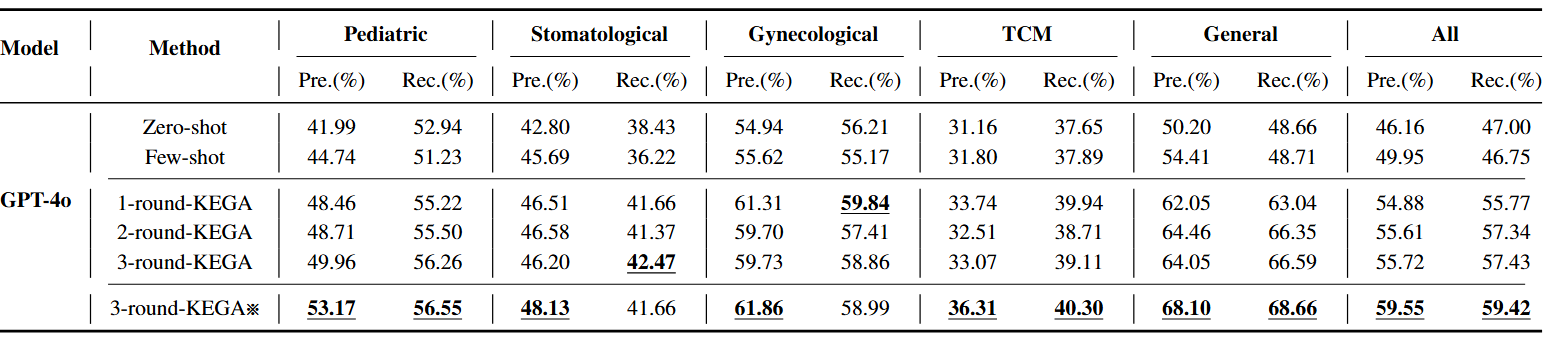 Model Method Pediatric Stomatological Gynecological TCM General All
Pre.(%) Rec.(%) Pre.(%) Rec.(%) Pre.(%) Rec.(%) Pre.(%) Rec.(%) Pre.(%) Rec.(%) Pre.(%) Rec.(%)
Zero-shot 41.99 52.94 42.80 38.43 54.94 56.21 31.16 37.65 50.20 48.66 46.16 47.00
Few-shot 44.74 51.23 45.69 36.22 55.62 55.17 31.80 37.89 54.41 48.71 49.95 46.75
GPT-4o 1-round-KEGA 48.46 55.22 46.51 41.66 61.31 59.84 33.74 39.94 62.05 63.04 54.88 55.77
2-round-KEGA 48.71 55.50 46.58 41.37 59.70 57.41 32.51 38.71 64.46 66.35 55.61 57.34
3-round-KEGA 49.96 56.26 46.20 42.47 59.73 58.86 33.07 39.11 64.05 66.59 55.72 57.43
3-round-KEGA※ 53.17 56.55 48.13 41.66 61.86 58.99 36.31 40.30 68.10 68.66 59.55 59.42